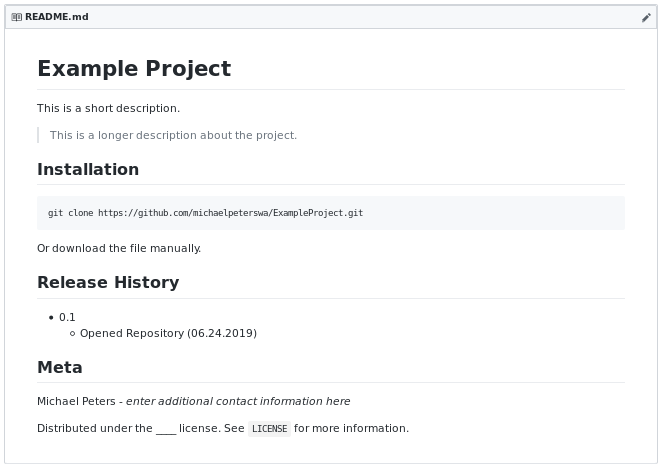 README.md
Example Project
This is a short description.
This is a longer description about the project.
Installation
git clone https://github.com/michaelpeterswa/ExampleProject.git
Or download the file manually.
Release History
• 0.1
◦ Opened Repository (06.24.2019)
Meta
Michael Peters - enter additional contact information here
Distributed under the ____ license. See LICENSE for more information.